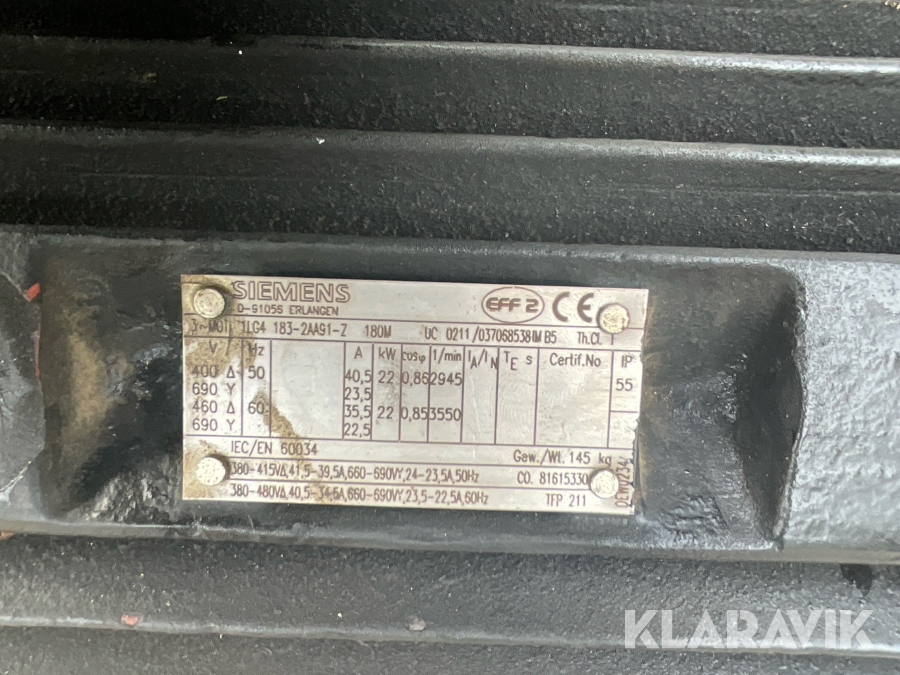 SIEMENS EFF 2 CE
D-91056 ERLANGEN
3~MOT. 1LG4 183-2AA91-Z 180M UC 0211/037068538 IM B5 Th.Cl.
V Hz A kW cosφ 1/min IA/IN TE s Certif.No IP
400 Δ 50 40,5 22 0,86 2945 55
690 Y 23,5
460 Δ 60 35,5 22 0,85 3550
690 Y 22,5
IEC/EN 60034 Gew./Wt. 145 kg
380-415VΔ,41,5-39,5A,660-690VY,24-23,5A,50Hz CO. 81615330
380-480VΔ,40,5-34,5A,660-690VY,23,5-22,5A,60Hz TFP 211
KLARAVIK